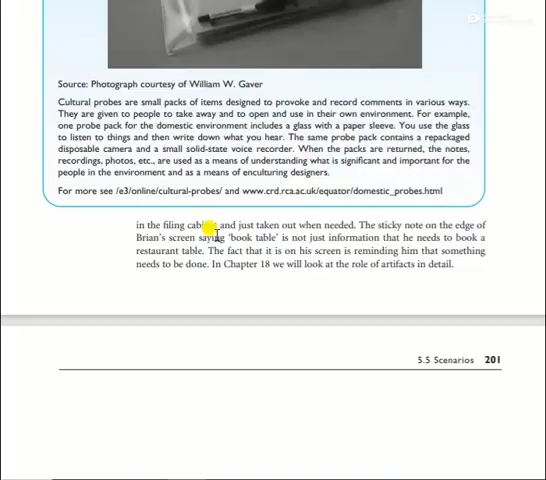 Source: Photograph courtesy of William W. Gaver
Cultural probes are small packs of items designed to provoke and record comments in various ways.
They are given to people to take away and to open and use in their own environment. For example,
one probe pack for the domestic environment includes a glass with a paper sleeve. You use the glass
to listen to things and then write down what you hear. The same probe pack contains a repackaged
disposable camera and a small solid-state voice recorder. When the packs are returned, the notes,
recordings, photos, etc., are used as a means of understanding what is significant and important for the
people in the environment and as a means of enculturing designers.
For more see /e3/online/cultural-probes/ and www.crd.rca.ac.uk/equator/domestic_probes.html
in the filing cabinet and just taken out when needed. The sticky note on the edge of
Brian's screen saying 'book table' is not just information that he needs to book a
restaurant table. The fact that it is on his screen is reminding him that something
needs to be done. In Chapter 18 we will look at the role of artifacts in detail.
5.5 Scenarios 201